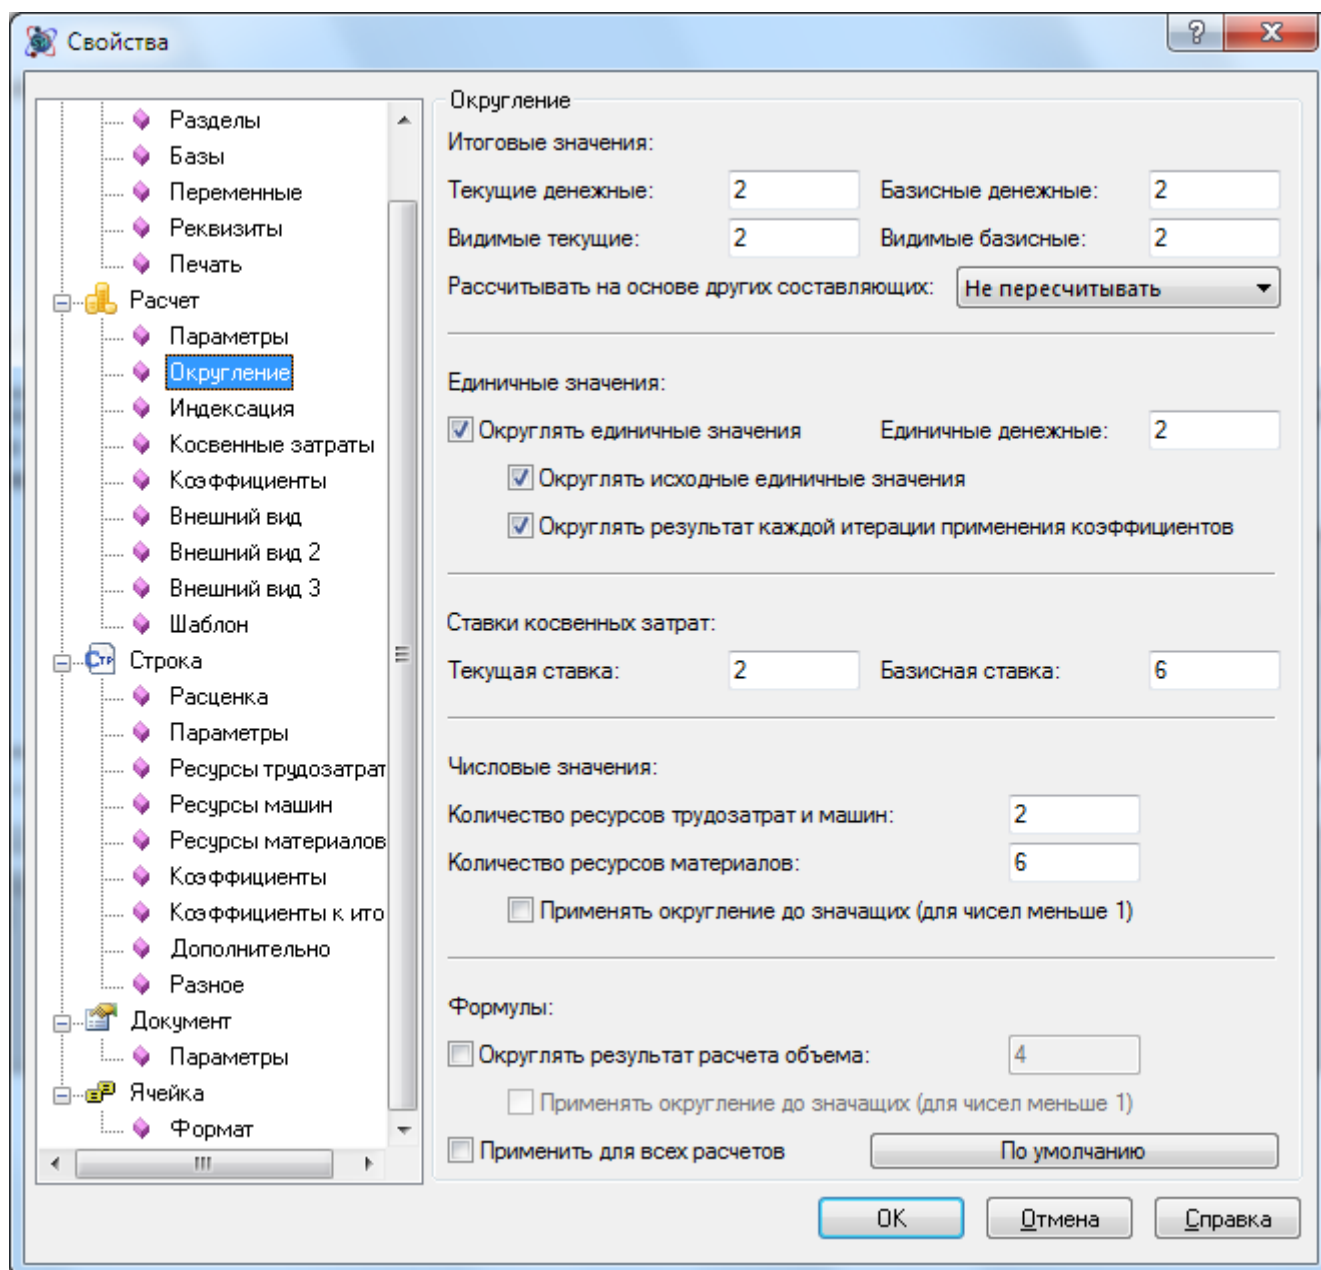 Свойства
Разделы
Базы
Переменные
Реквизиты
Печать
Расчет
Параметры
Округление
Индексация
Косвенные затраты
Коэффициенты
Внешний вид
Внешний вид 2
Внешний вид 3
Шаблон
Стр Строка
Расценка
Параметры
Ресурсы трудозатрат
Ресурсы машин
Ресурсы материалов
Коэффициенты
Коэффициенты к ито
Дополнительно
Разное
Документ
Параметры
Ячейка
Формат
Округление
Итоговые значения:
Текущие денежные: 2 Базисные денежные: 2
Видимые текущие: 2 Видимые базисные: 2
Рассчитывать на основе других составляющих: Не пересчитывать
Единичные значения:
Округлять единичные значения Единичные денежные: 2
Округлять исходные единичные значения
Округлять результат каждой итерации применения коэффициентов
Ставки косвенных затрат:
Текущая ставка: 2 Базисная ставка: 6
Числовые значения:
Количество ресурсов трудозатрат и машин: 2
Количество ресурсов материалов: 6
Применять округление до значащих (для чисел меньше 1)
Формулы:
Округлять результат расчета объема: 4
Применять округление до значащих (для чисел меньше 1)
Применить для всех расчетов По умолчанию
OK Отмена Справка